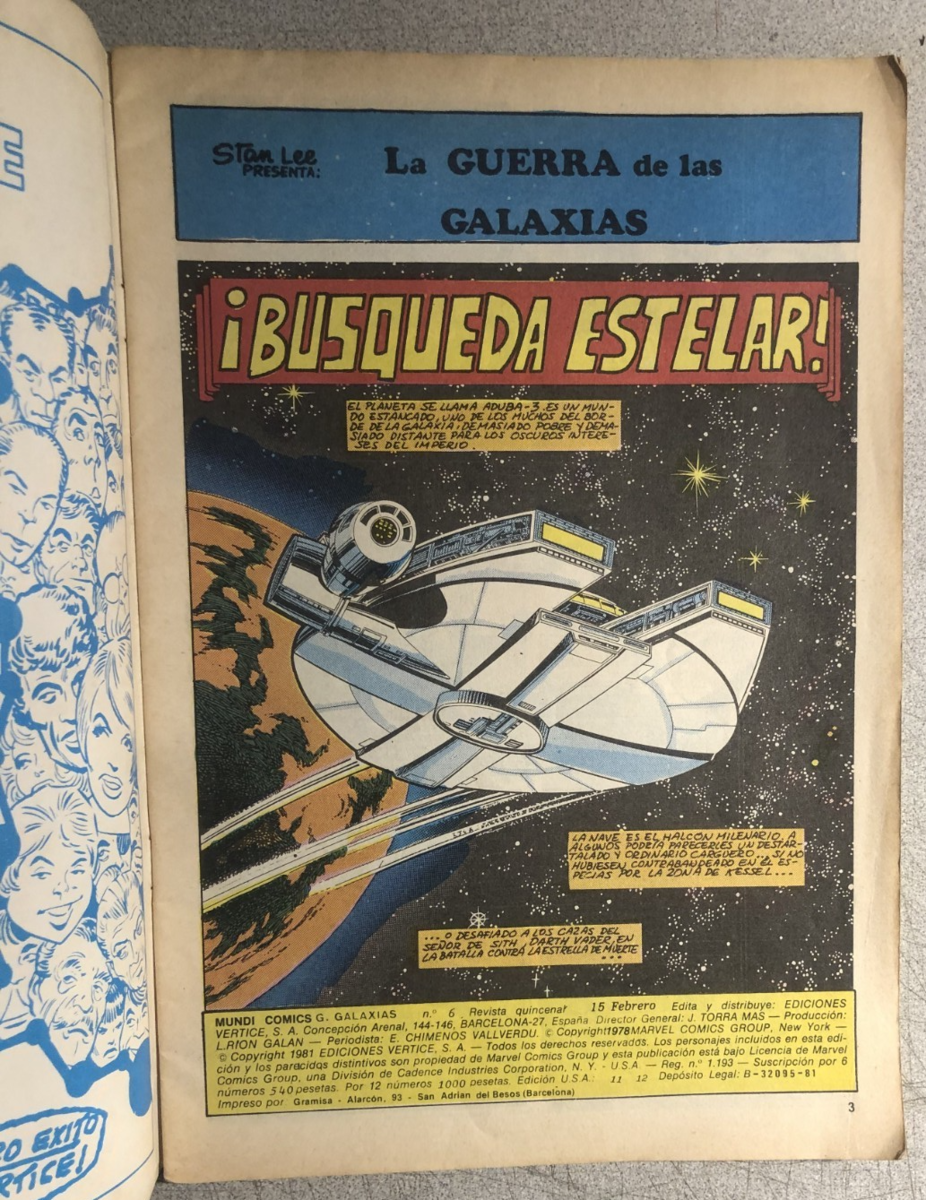 Stan Lee
PRESENTA:
La GUERRA de las
GALAXIAS
¡BUSQUEDA ESTELAR!
EL PLANETA SE LLAMA ADUBA-3. ES UN MUN-
DO ESTANCADO, UNO DE LOS MUCHOS DEL BOR-
DE DE LA GALAXIA; DEMASIADO POBRE Y DEMA-
SIADO DISTANTE PARA LOS OSCUROS INTERE-
SES DEL IMPERIO.
LA NAVE ES EL HALCÓN MILENARIO. A
ALGUNOS PODRÍA PARECERLES UN DESTAR-
TALADO Y ORDINARIO CARGUERO... SI NO
HUBIESEN CONTRABANDEADO EN ÉL ES-
PECIAS POR LA ZONA DE KESSEL...
...O DESAFIADO A LOS CAZAS DEL
SEÑOR DE SITH, DARTH VADER, EN
LA BATALLA CONTRA LA ESTRELLA DE MUERTE
...
MUNDI COMICS G. GALAXIAS n.° 6 Revista quincenal 15 Febrero Edita y distribuye: EDICIONES
VERTICE, S. A. Concepción Arenal, 144-146, BARCELONA-27, España Director General: J. TORRA MAS — Producción:
L.RION GALAN — Periodista: E. CHIMENOS VALLVERDU. © Copyright 1978 MARVEL COMICS GROUP, New York —
© Copyright 1981 EDICIONES VERTICE, S. A. — Todos los derechos reservados. Los personajes incluidos en esta edi-
ción y los paracidos distintivos son propiedad de Marvel Comics Group y esta publicación está bajo Licencia de Marvel
Comics Group, una División de Cadence Industries Corporation, N. Y. - U.S.A. — Reg. n.° 1.193 — Suscripción por 6
números 540 pesetas. Por 12 números 1000 pesetas. Edición U.S.A.: 11 12 Depósito Legal: B-32095-81
Impreso por: Gramisa - Alarcón, 93 - San Adrian del Besos (Barcelona)
3
EXITO